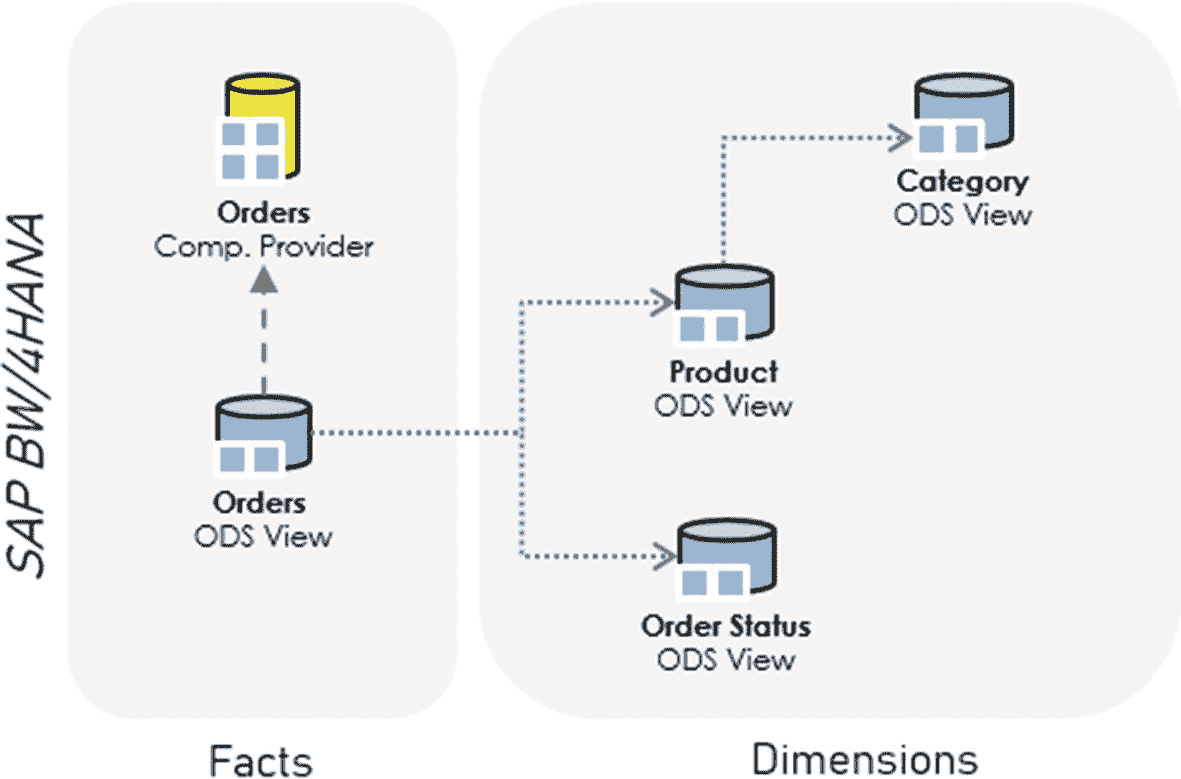 SAP BW/4HANA
Orders
Comp. Provider
Orders
ODS View
Category
ODS View
Product
ODS View
Order Status
ODS View
Facts
Dimensions